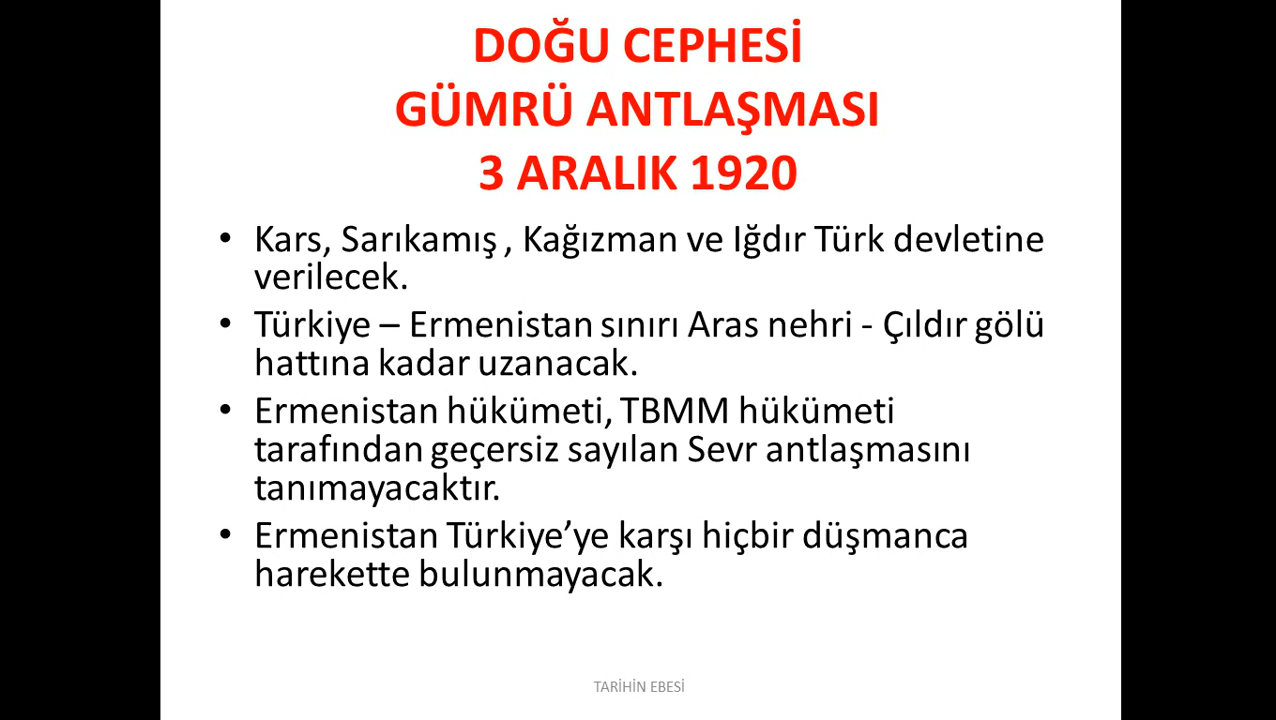 DOĞU CEPHESİ
GÜMRÜ ANTLAŞMASI
3 ARALIK 1920
• Kars, Sarıkamış , Kağızman ve Iğdır Türk devletine
verilecek.
• Türkiye – Ermenistan sınırı Aras nehri - Çıldır gölü
hattına kadar uzanacak.
• Ermenistan hükümeti, TBMM hükümeti
tarafından geçersiz sayılan Sevr antlaşmasını
tanımayacaktır.
• Ermenistan Türkiye’ye karşı hiçbir düşmanca
harekette bulunmayacak.
TARİHİN EBESİ